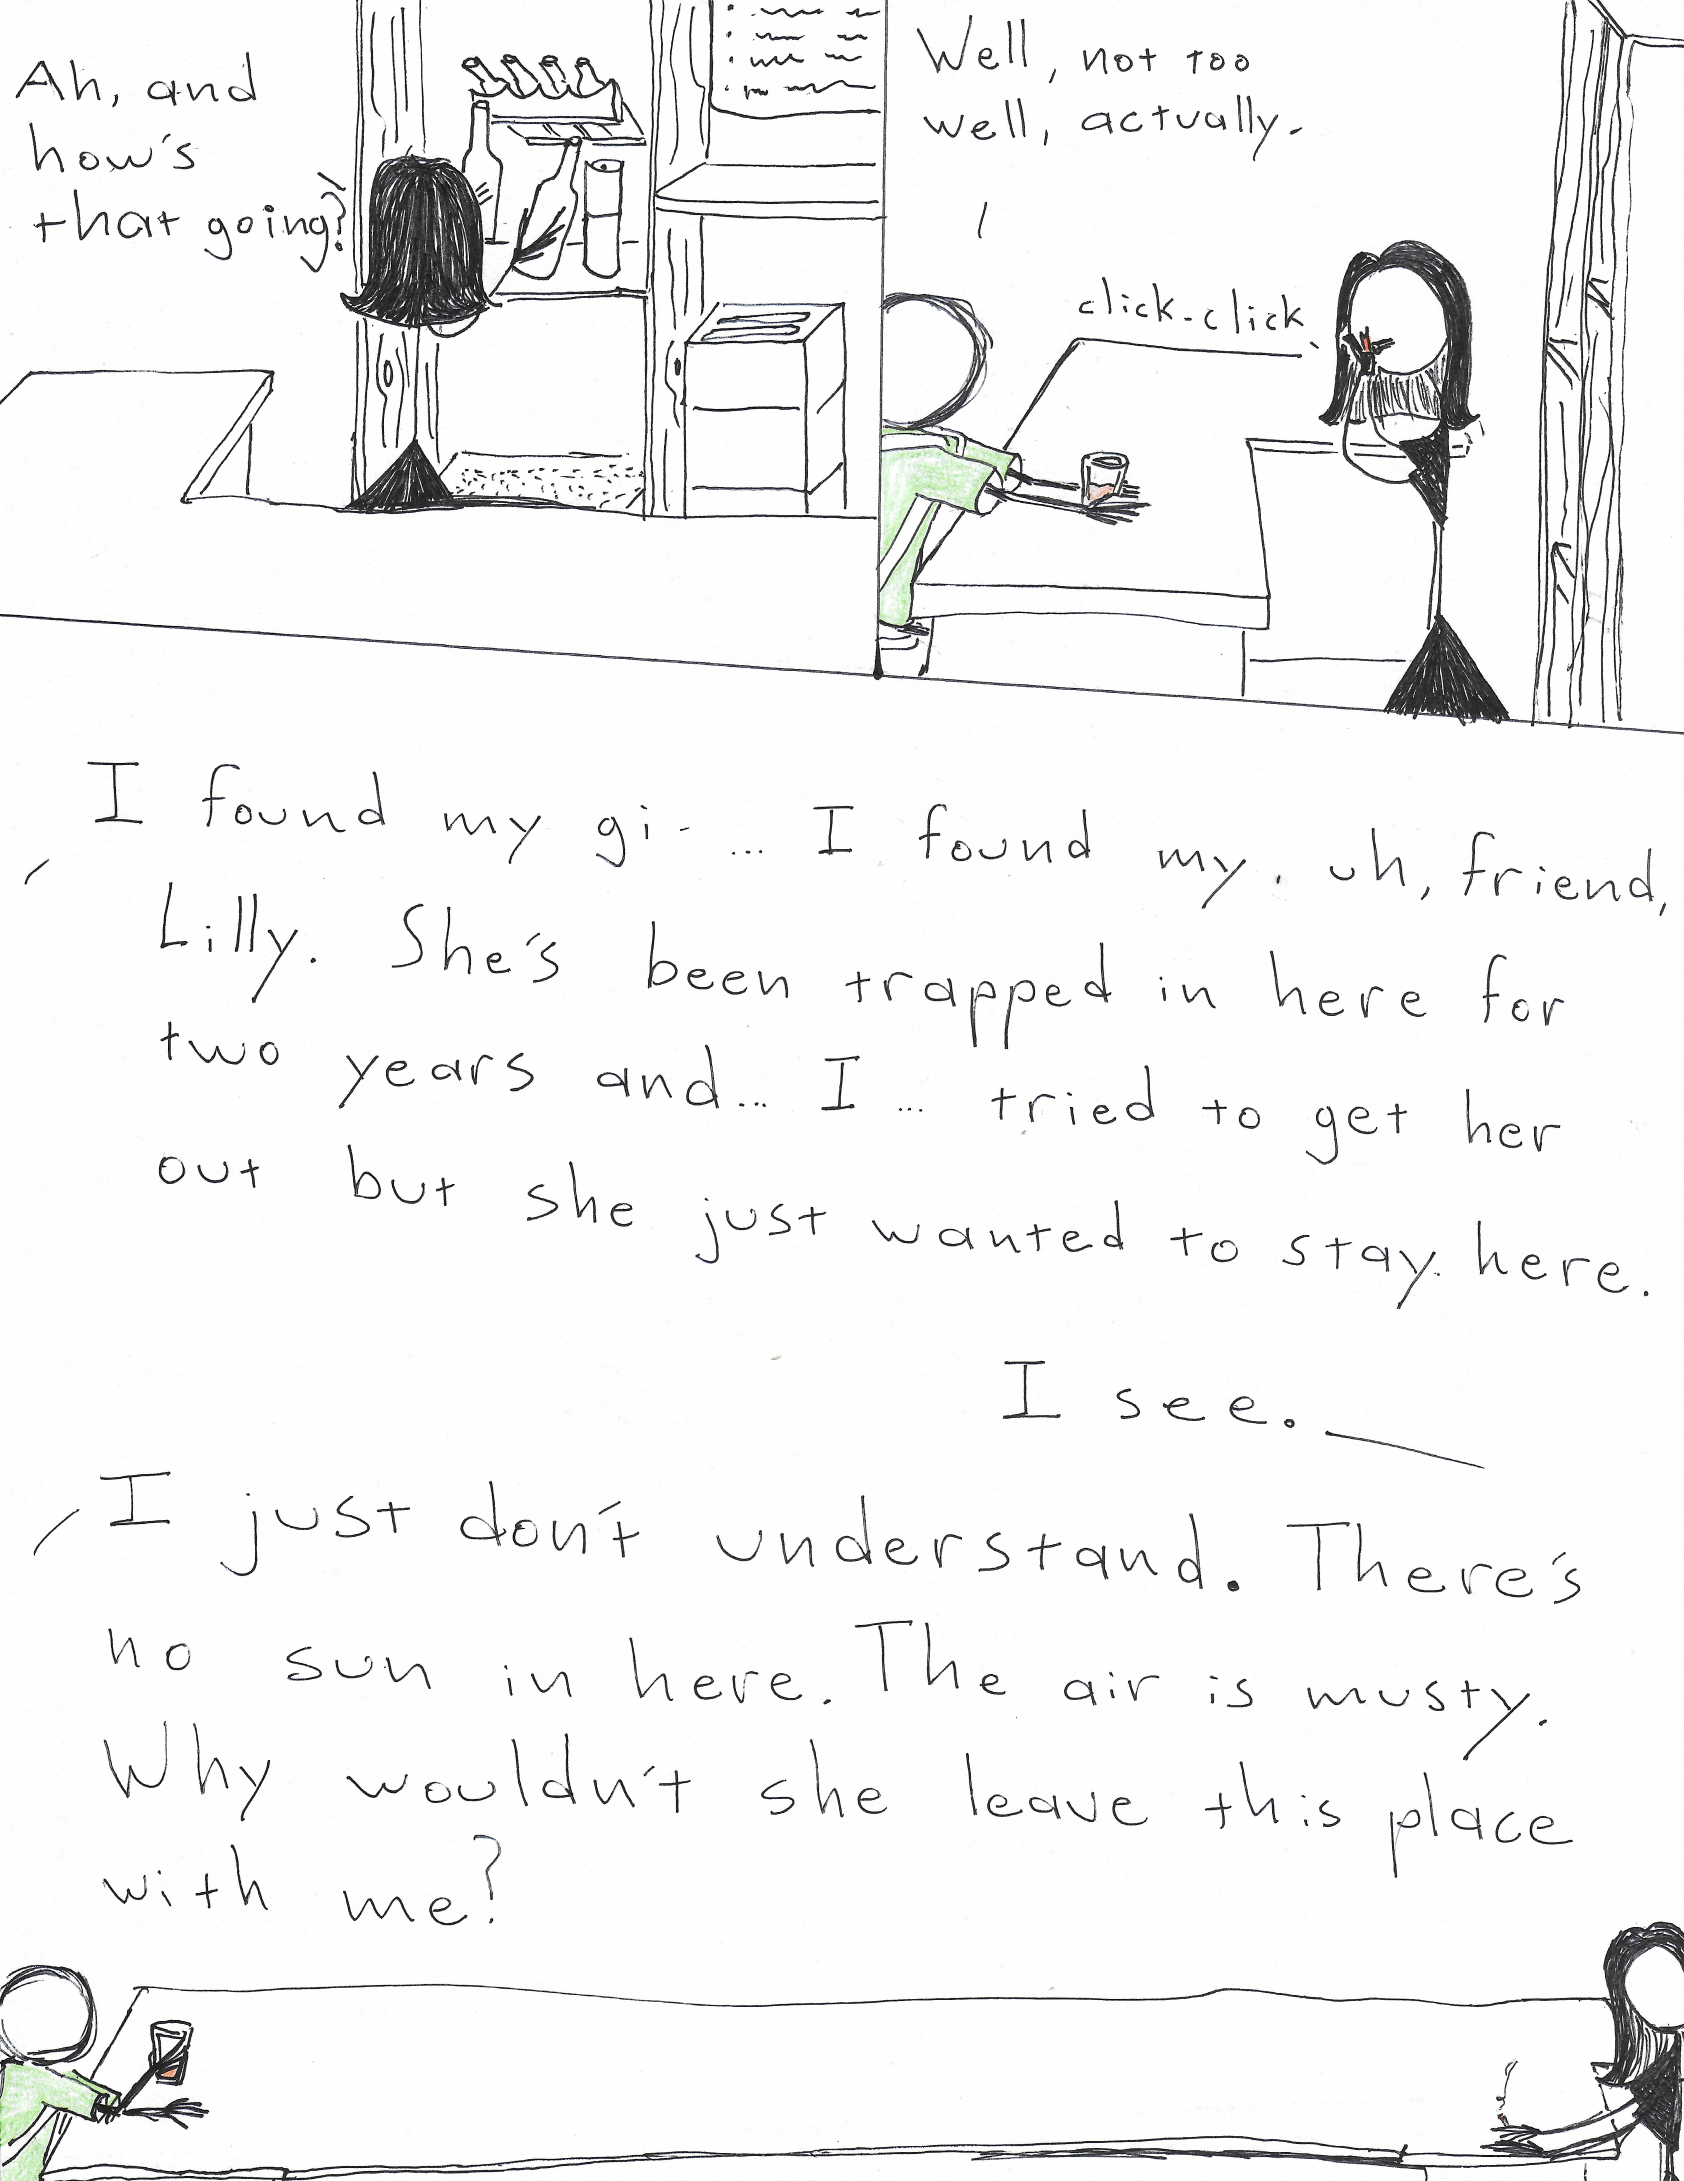 Ah, and
how's
that going?
Well, not too
well, actually.
click-click
I found my gi- ... I found my. uh, friend,
Lilly. She's been trapped in here for
two years and... I ... tried to get her
out but she just wanted to stay here.
I see.
I just don't understand. There's
no sun in here. The air is musty.
Why wouldn't she leave this place
with me?